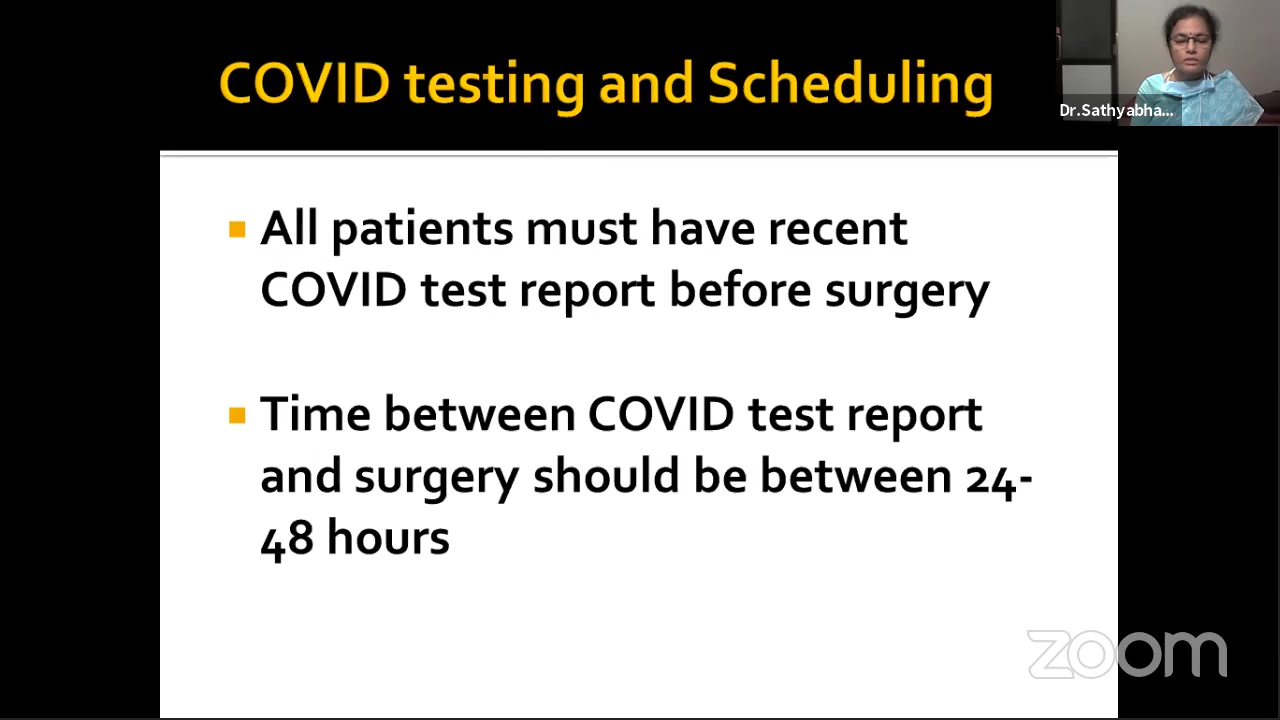 COVID testing and Scheduling
Dr.Sathyabha...
All patients must have recent
COVID test report before surgery
Time between COVID test report
and surgery should be between 24-
48 hours
zoom